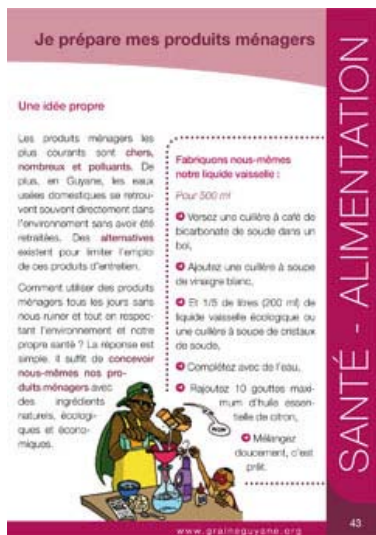 Je prépare mes produits ménagers
Une idée propre
Les produits ménagers les
plus courants sont chers,
nombreux et polluants. De
plus, en Guyane, les eaux
usées domestiques se retrou-
vent souvent directement dans
l'environnement sans avoir été
retraitées. Des alternatives
existent pour limiter l'emploi
de ces produits d'entretien.
Comment utiliser des produits
ménagers tous les jours sans
nous ruiner et tout en respec-
tant l'environnement et notre
propre santé ? La réponse est
simple, il suffit de concevoir
nous-mêmes nos pro-
duits ménagers avec
des ingrédients
naturels, écologi-
ques et écono-
miques.
Fabriquons nous-mêmes
notre liquide vaisselle :
Pour 500 ml
Versez une cuillère à café de
bicarbonate de soude dans un
bol,
Ajoutez une cuillère à soupe
de vinaigre blanc,
Et 1/5 de litres (200 ml) de
liquide vaisselle écologique ou
une cuillère à soupe de cristaux
de soude,
Complétez avec de l'eau,
Rajoutez 10 gouttes maxi-
mum d'huile essen-
tielle de citron,
Mélangez
doucement, c'est
prêt.
SANTÉ - ALIMENTATION
www.graineguyane.org
43